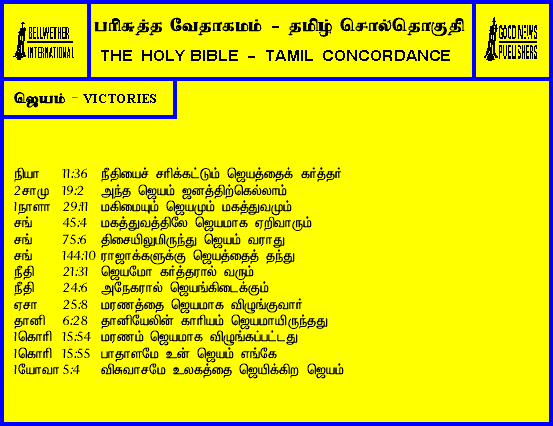 BELLWETHER
INTERNATIONAL
பரிசுத்த வேதாகமம் - தமிழ் சொல்தொகுதி
THE HOLY BIBLE - TAMIL CONCORDANCE
GOOD NEWS
PUBLISHERS
ஜெயம் - VICTORIES
நியா 11:36 நீதியைச் சரிக்கட்டும் ஜெயத்தைக் கர்த்தர்
2சாமு 19:2 அந்த ஜெயம் ஜனத்திற்கெல்லாம்
1நாளா 29:11 மகிமையும் ஜெயமும் மகத்துவமும்
சங் 45:4 மகத்துவத்திலே ஜெயமாக ஏறிவாரும்
சங் 75:6 திசையிலுமிருந்து ஜெயம் வராது
சங் 144:10 ராஜாக்களுக்கு ஜெயத்தைத் தந்து
நீதி 21:31 ஜெயமோ கர்த்தரால் வரும்
நீதி 24:6 அநேகரால் ஜெயங்கிடைக்கும்
ஏசா 25:8 மரணத்தை ஜெயமாக விழுங்குவார்
தானி 6:28 தானியேலின் காரியம் ஜெயமாயிருந்தது
1கொரி 15:54 மரணம் ஜெயமாக விழுங்கப்பட்டது
1கொரி 15:55 பாதாளமே உன் ஜெயம் எங்கே
1யோவா 5:4 விசுவாசமே உலகத்தை ஜெயிக்கிற ஜெயம்